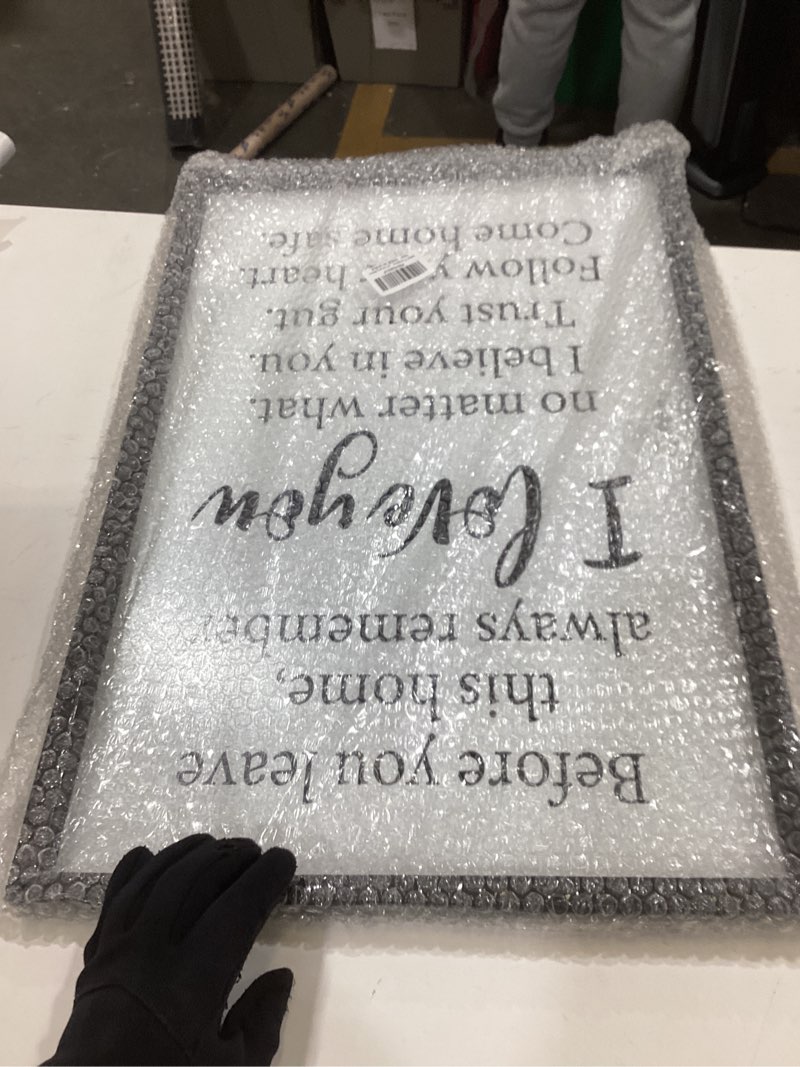 Before you leave
this home,
always remember
I love you
no matter what.
I believe in you.
Trust your gut.
Follow heart.
Come home safe.